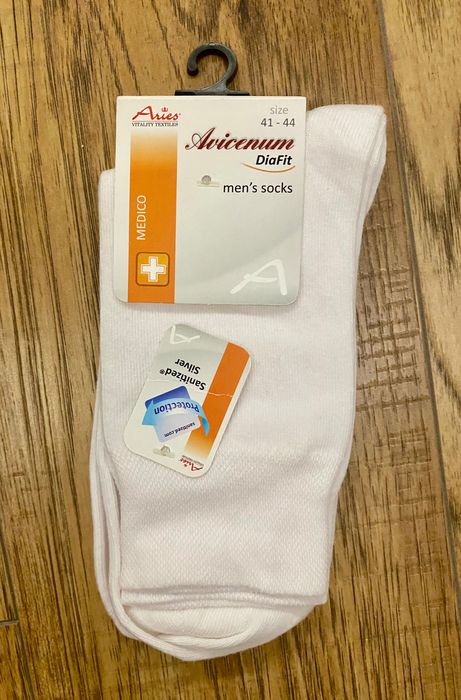 Aries
VITALITY TEXTILES
size
41 - 44
Avicenum
DiaFit
men's socks
MEDICO
A
Sanitized®
Silver
Protection
sanitized.com
Aries